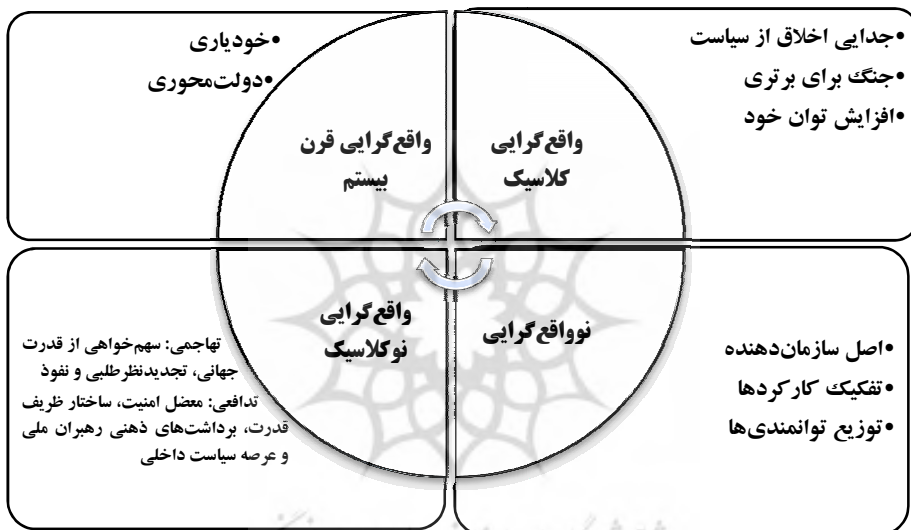 •جدایی اخلاق از سیاست
•جنگ برای برتری
•افزایش توان خود
واقع‌گرایی
کلاسیک
•خودیاری
•دولت‌محوری
واقع‌گرایی قرن
بیستم
نوواقع‌گرایی
•اصل سازمان‌دهنده
•تفکیک کارکردها
•توزیع توانمندی‌ها
واقع‌گرایی
نوکلاسیک
تهاجمی: سهم‌خواهی از قدرت
جهانی، تجدیدنظرطلبی و نفوذ
تدافعی: معضل امنیت، ساختار ظریف
قدرت، برداشت‌های ذهنی رهبران ملی
و عرصه سیاست داخلی